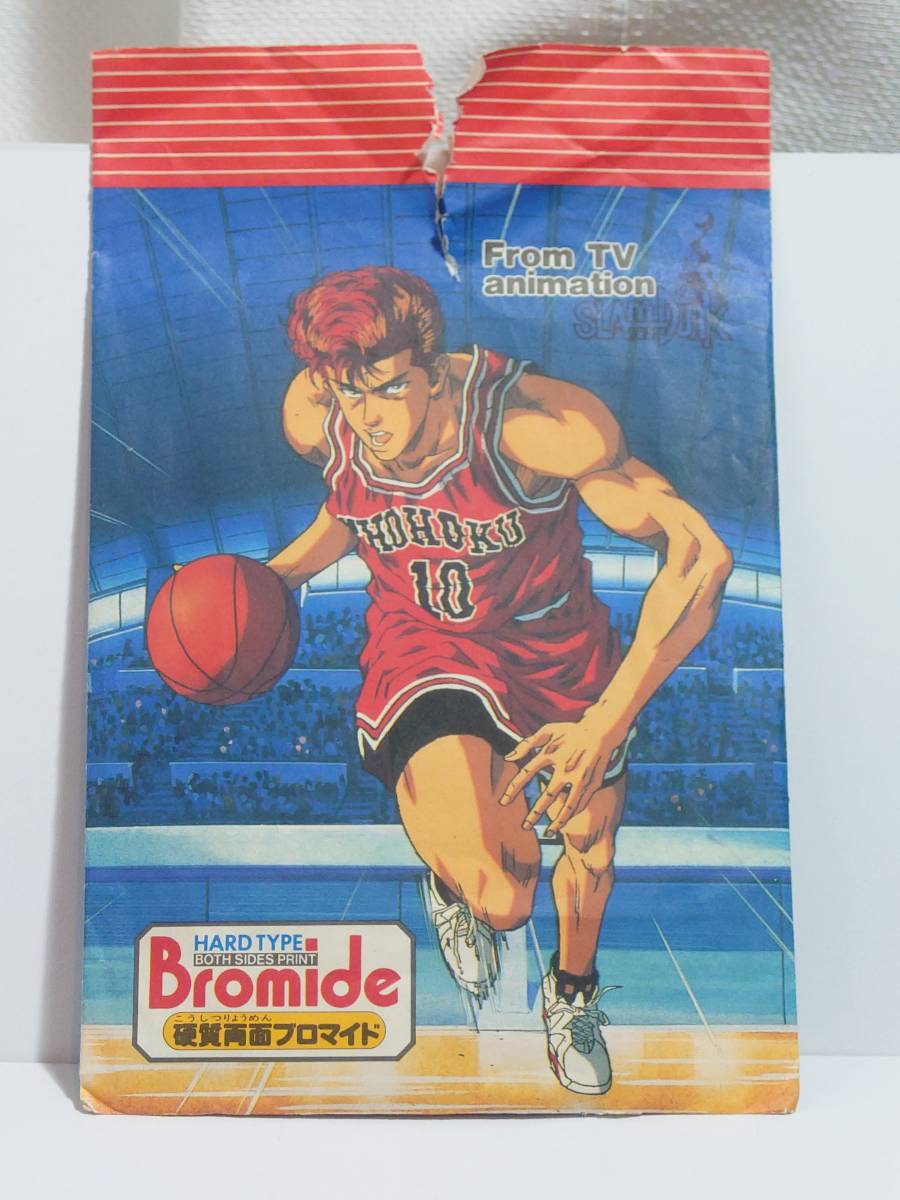 From TV
animation
SLAM DUNK
SHOHOKU
10
HARD TYPE
BOTH SIDES PRINT
Bromide
こうしつりょうめん
硬質両面ブロマイド